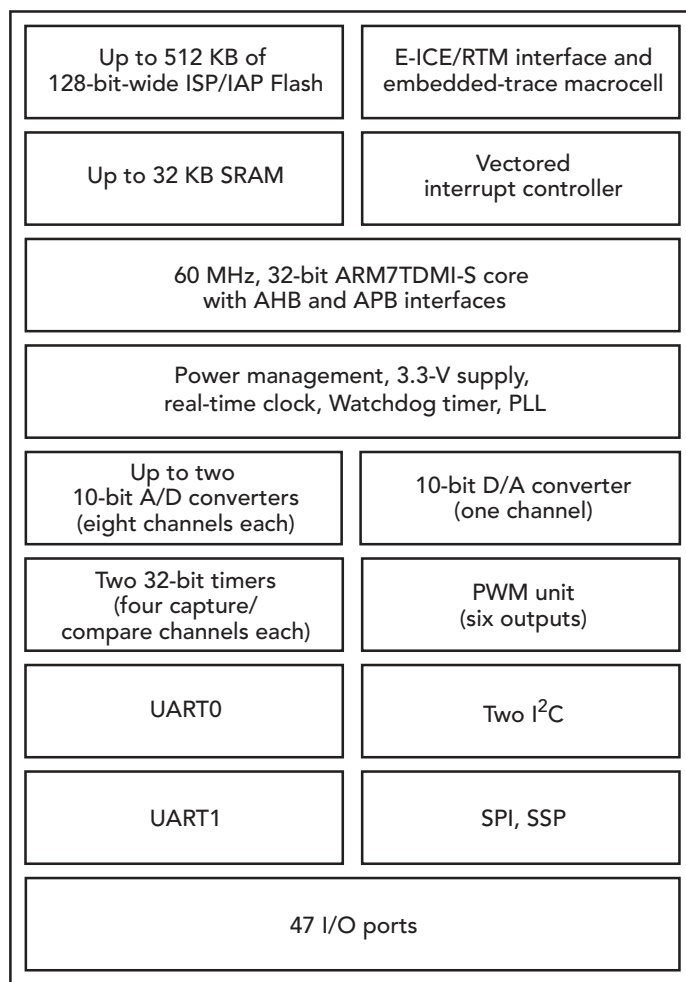 Up to 512 KB of
128-bit-wide ISP/IAP Flash
E-ICE/RTM interface and
embedded-trace macrocell
Up to 32 KB SRAM
Vectored
interrupt controller
60 MHz, 32-bit ARM7TDMI-S core
with AHB and APB interfaces
Power management, 3.3-V supply,
real-time clock, Watchdog timer, PLL
Up to two
10-bit A/D converters
(eight channels each)
10-bit D/A converter
(one channel)
Two 32-bit timers
(four capture/
compare channels each)
PWM unit
(six outputs)
UART0
Two I²C
UART1
SPI, SSP
47 I/O ports